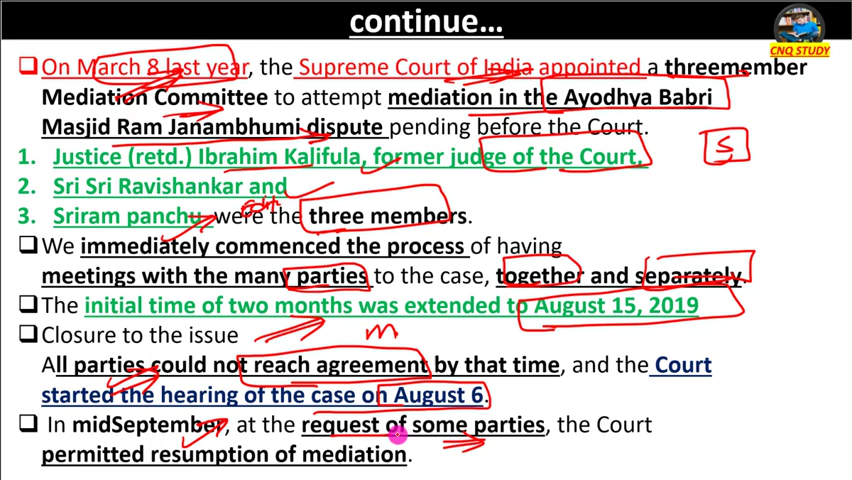 continue...
CNQ STUDY
On March 8 last year, the Supreme Court of India appointed a threemember
Mediation Committee to attempt mediation in the Ayodhya Babri
Masjid Ram Janambhumi dispute pending before the Court.
1. Justice (retd.) Ibrahim Kalifula, former judge of the Court,
2. Sri Sri Ravishankar and
3. Sriram panchu, were the three members.
We immediately commenced the process of having
meetings with the many parties to the case, together and separately.
The initial time of two months was extended to August 15, 2019
Closure to the issue
All parties could not reach agreement by that time, and the Court
started the hearing of the case on August 6.
In midSeptember, at the request of some parties, the Court
permitted resumption of mediation.